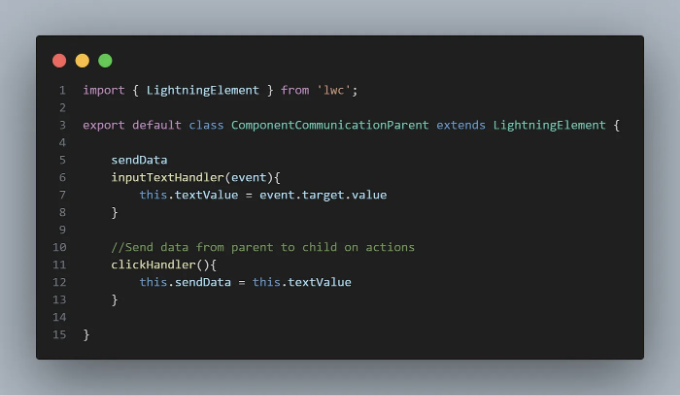 1 import { LightningElement } from 'lwc';
2
3 export default class ComponentCommunicationParent extends LightningElement {
4
5     sendData
6     inputTextHandler(event){
7         this.textValue = event.target.value
8     }
9
10     //Send data from parent to child on actions
11     clickHandler(){
12         this.sendData = this.textValue
13     }
14
15 }